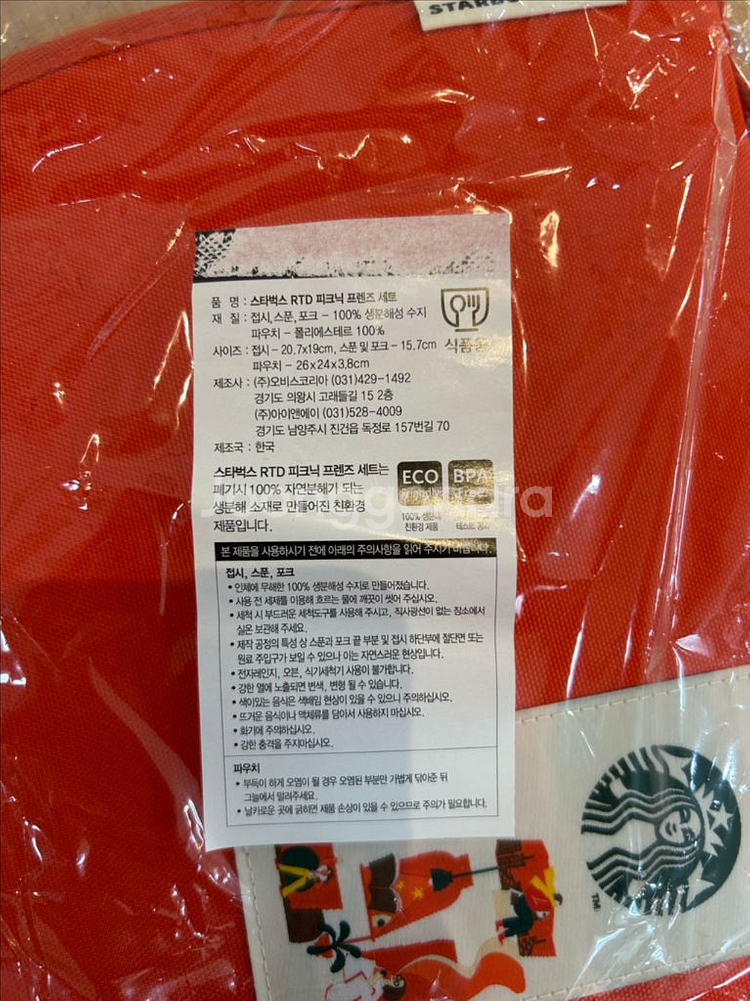 STARBU
품 명 : 스타벅스 RTD 피크닉 프렌즈 세트
재 질 : 접시,스푼,포크 - 100% 생분해성 수지
파우치 - 폴리에스테르 100%
사이즈 : 접시 - 20.7x19cm, 스푼 및 포크 - 15.7cm
파우치 - 26x24x3.8cm
식품용
제조사 : (주)오비스코리아 (031)429-1492
경기도 의왕시 고래들길 15 2층
(주)아이앤에이 (031)528-4009
경기도 남양주시 진건읍 독정로 157번길 70
제조국 : 한국
스타벅스 RTD 피크닉 프렌즈 세트는
폐기시 100% 자연분해가 되는
생분해 소재로 만들어진 친환경
제품입니다.
ECO
100% 생분해
친환경 제품
BPA
FREE
테스트 통과
본 제품을 사용하시기 전에 아래의 주의사항을 읽어 주시기 바랍니다.
접시, 스푼, 포크
• 인체에 무해한 100% 생분해성 수지로 만들어졌습니다.
• 사용 전 세제를 이용해 흐르는 물에 깨끗이 씻어 주십시오.
• 세척 시 부드러운 세척도구를 사용해 주시고, 직사광선이 없는 장소에서
실온 보관해 주세요.
• 제작 공정의 특성 상 스푼과 포크 끝 부분 및 접시 하단부에 절단면 또는
원료 주입구가 보일 수 있으나 이는 자연스러운 현상입니다.
• 전자레인지, 오븐, 식기세척기 사용이 불가합니다.
• 강한 열에 노출되면 변색, 변형 될 수 있습니다.
• 색이있는 음식은 색배임 현상이 있을 수 있으니 주의하십시오.
• 뜨거운 음식이나 액체류를 담아서 사용하지 마십시오.
• 화기에 주의하십시오.
• 강한 충격을 주지마십시오.
파우치
• 부득이 하게 오염이 될 경우 오염된 부분만 가볍게 닦아준 뒤
그늘에서 말려주세요.
• 날카로운 곳에 긁히면 제품 손상이 있을 수 있으므로 주의가 필요합니다.
TM